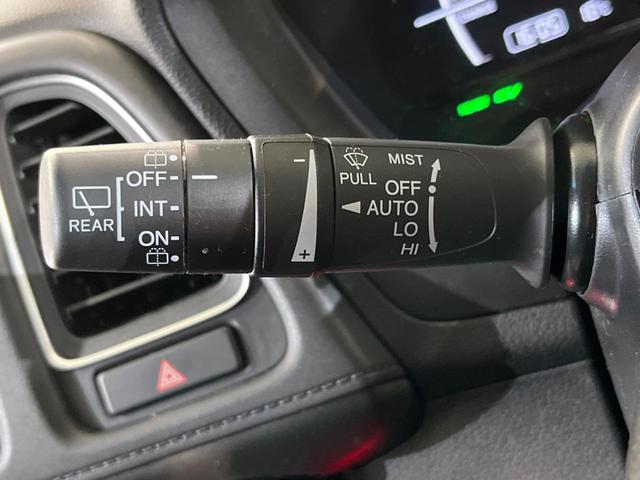 OFF
INT
ON
REAR
−
+
PULL
MIST
OFF
AUTO
LO
HI